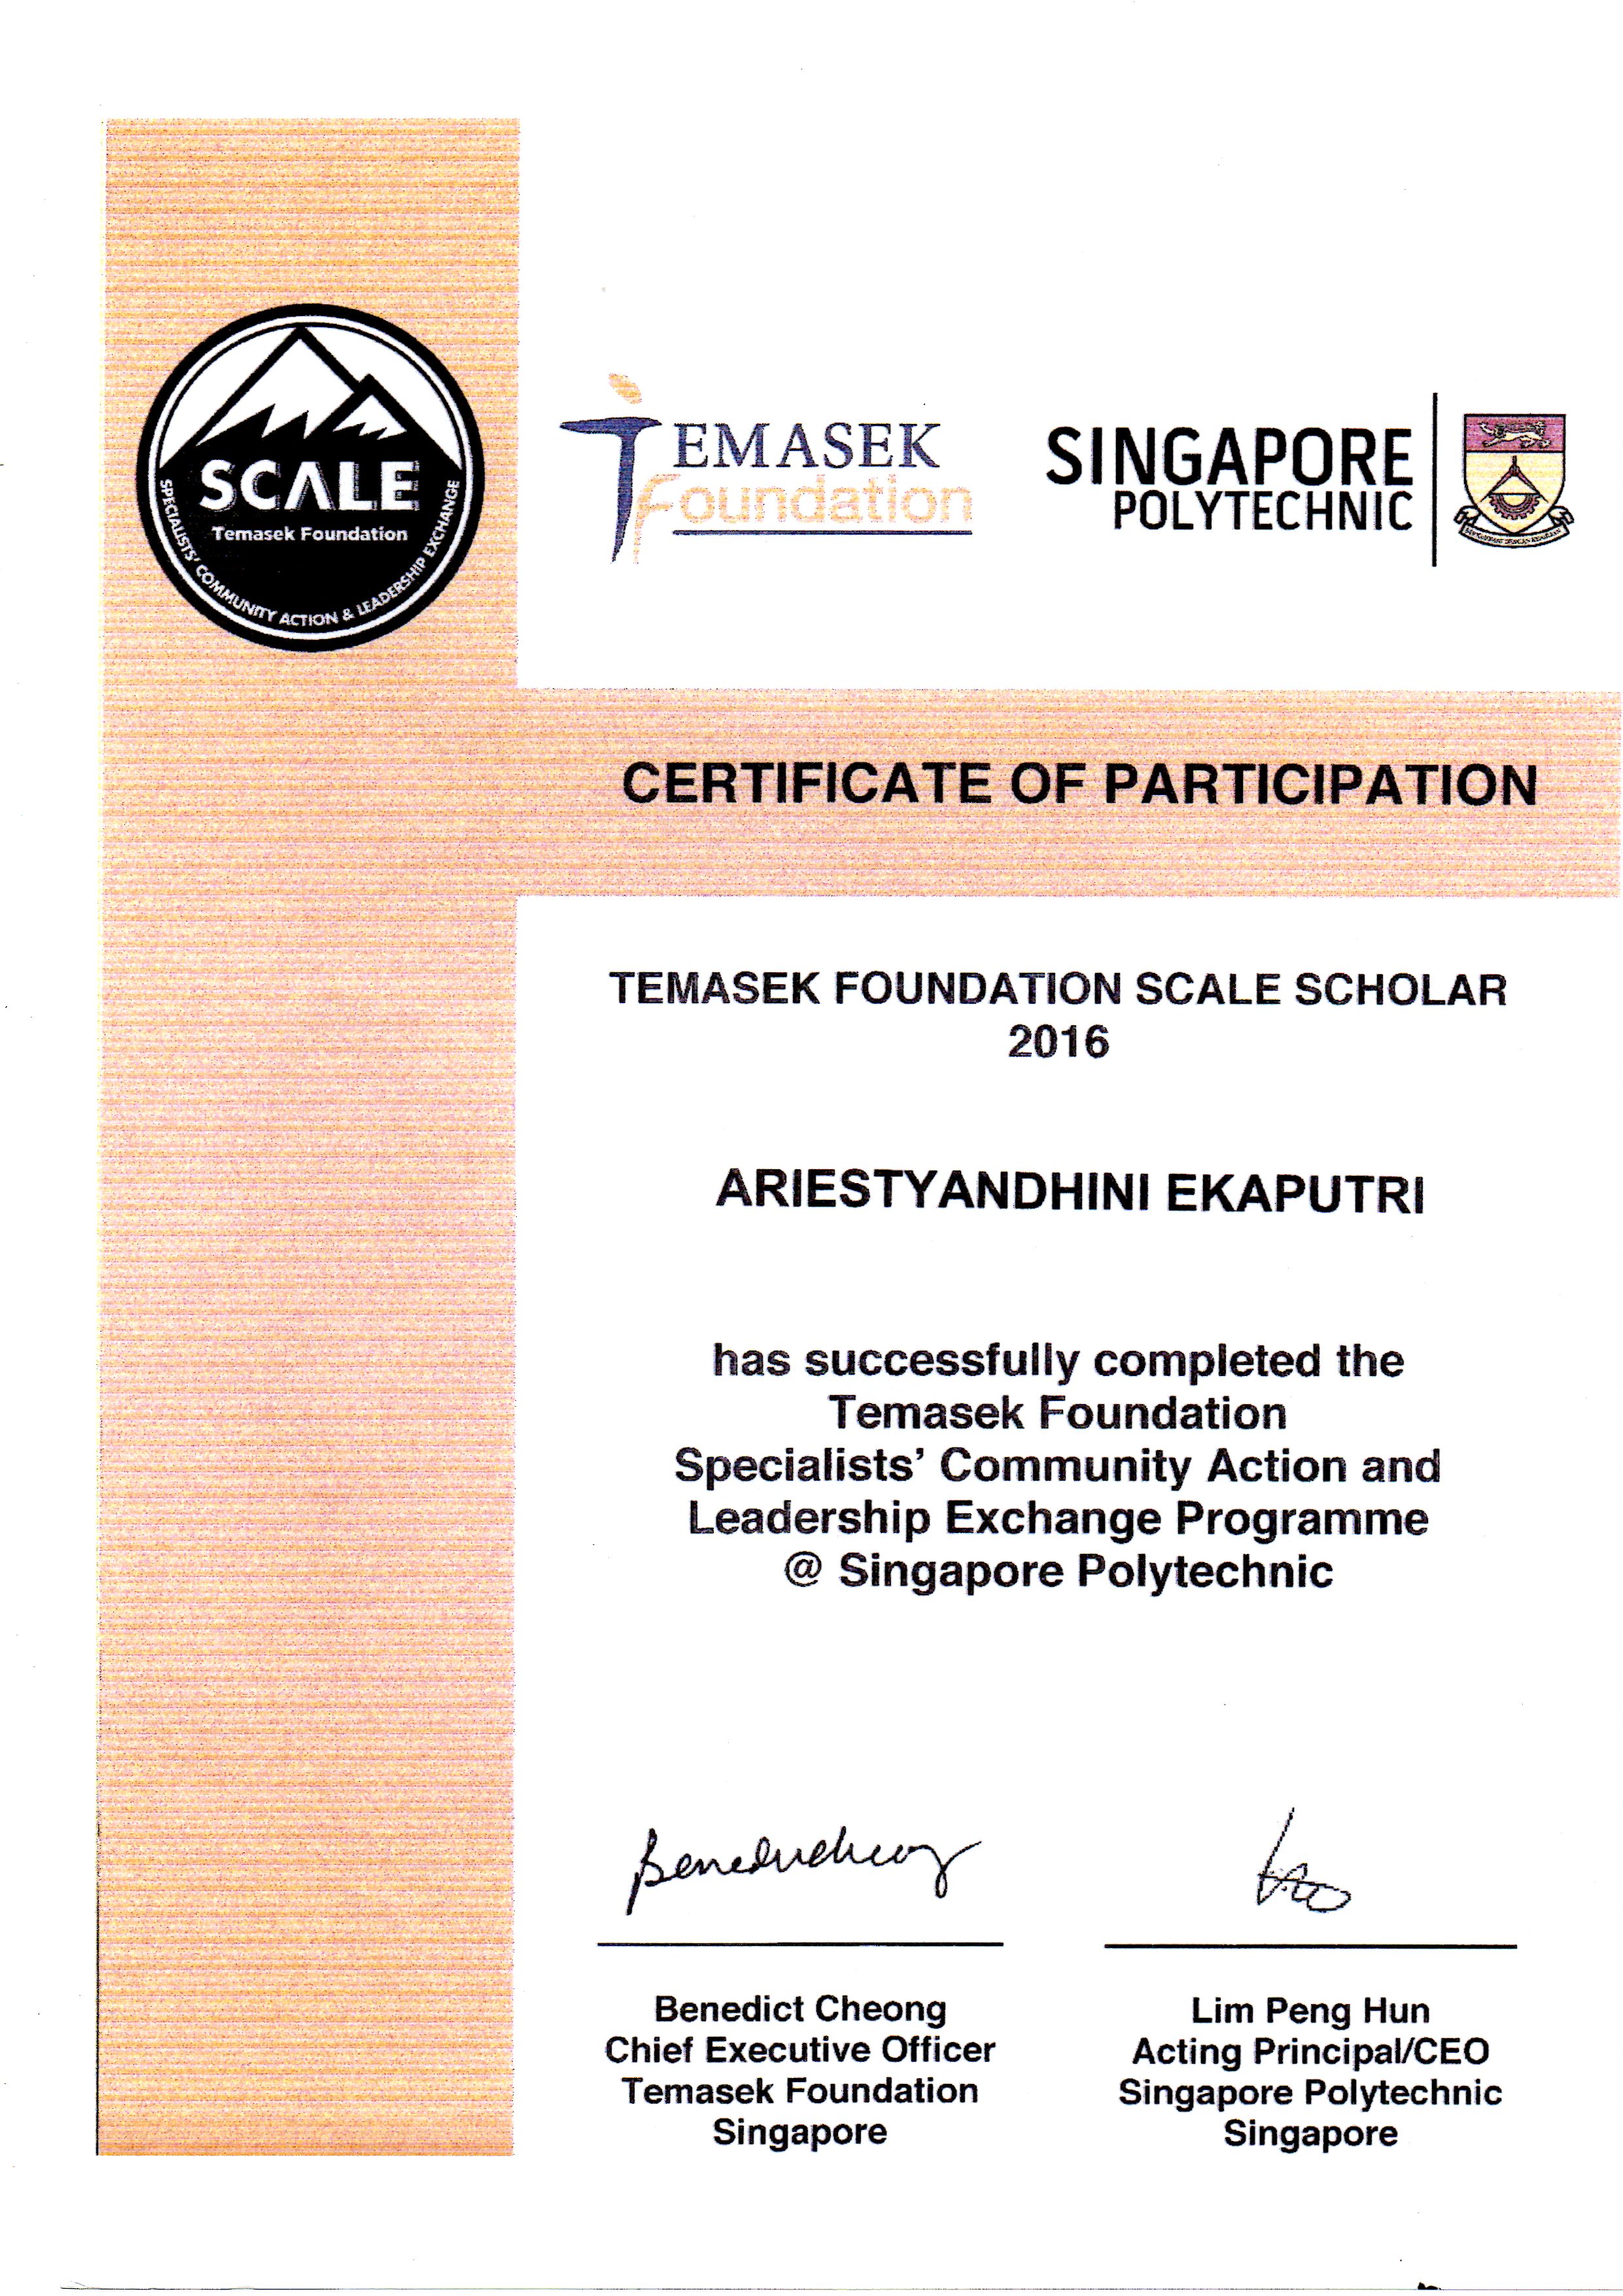 SCALE
Temasek Foundation
SPECIALISTS' COMMUNITY ACTION & LEADERSHIP EXCHANGE
TEMASEK
Foundation
SINGAPORE
POLYTECHNIC
CERTIFICATE OF PARTICIPATION
TEMASEK FOUNDATION SCALE SCHOLAR
2016
ARIESTYANDHINI EKAPUTRI
has successfully completed the
Temasek Foundation
Specialists’ Community Action and
Leadership Exchange Programme
@ Singapore Polytechnic
Benedict Cheong
Chief Executive Officer
Temasek Foundation
Singapore
Lim Peng Hun
Acting Principal/CEO
Singapore Polytechnic
Singapore